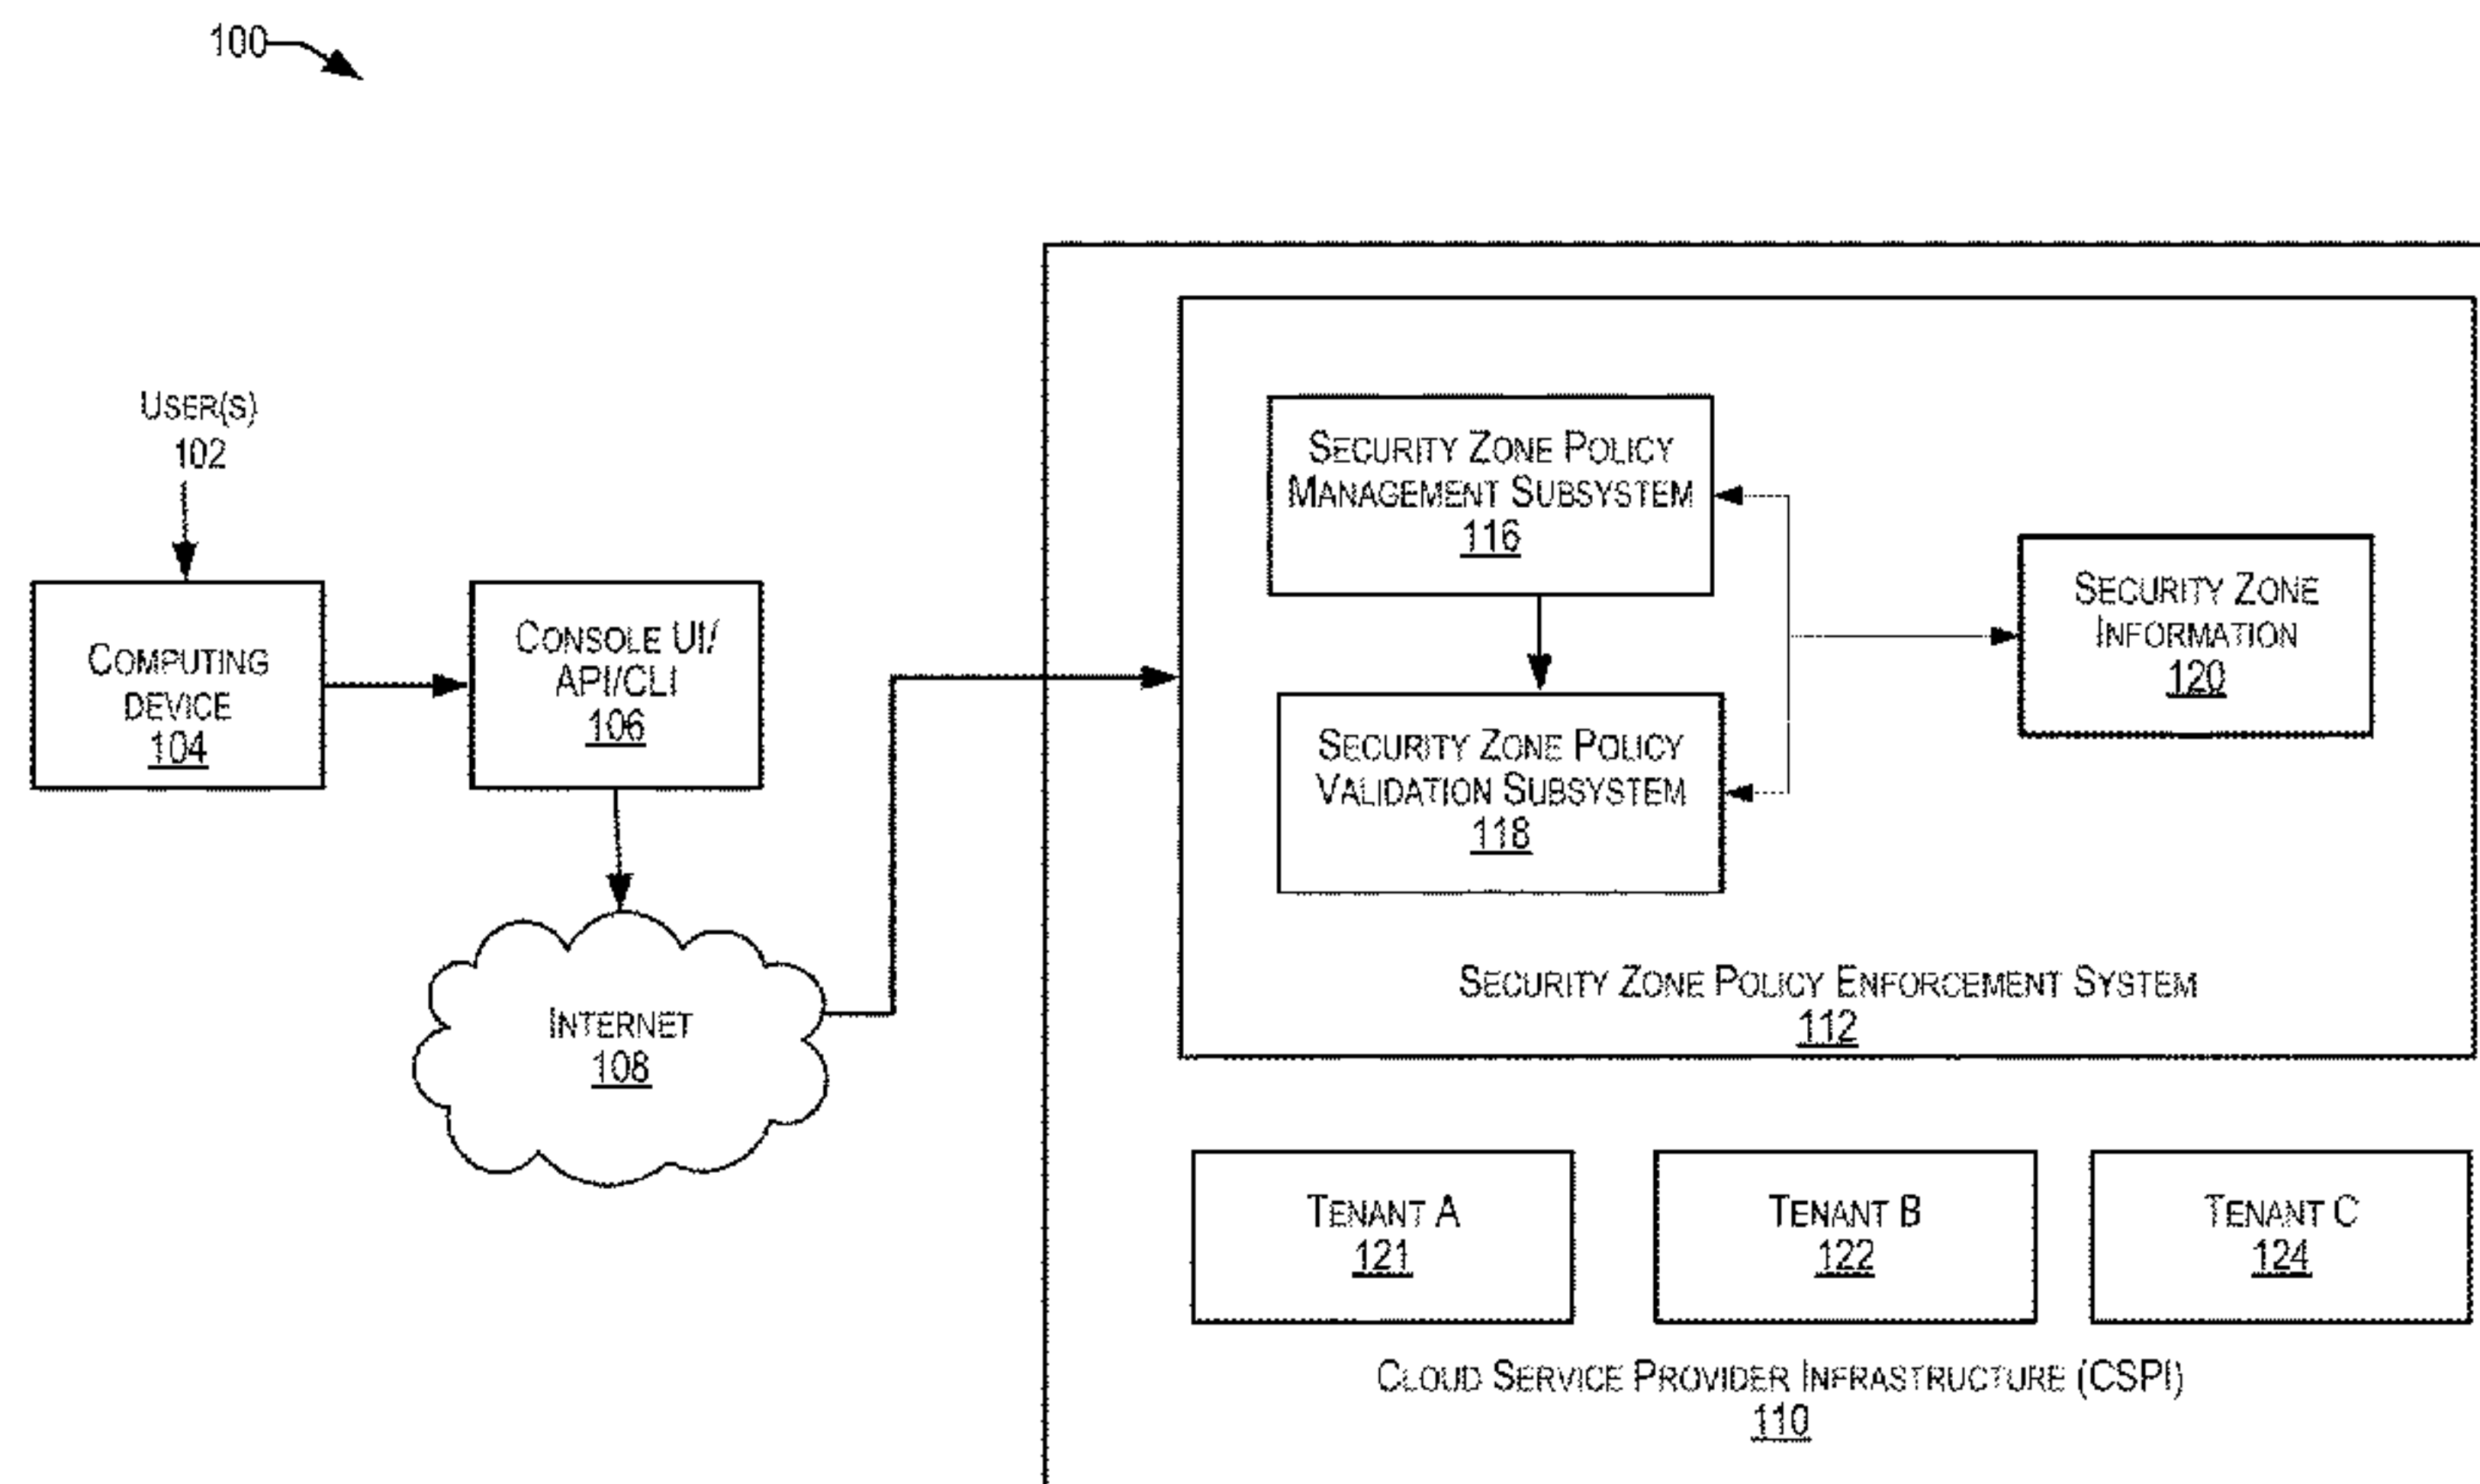 100
User(s)
102
Computing
device
104
Console UI/
API/CLI
106
Internet
108
Security Zone Policy
Management Subsystem
116
Security Zone Policy
Validation Subsystem
118
Security Zone
Information
120
Security Zone Policy Enforcement System
112
Tenant A
121
Tenant B
122
Tenant C
124
Cloud Service Provider Infrastructure (CSPI)
110